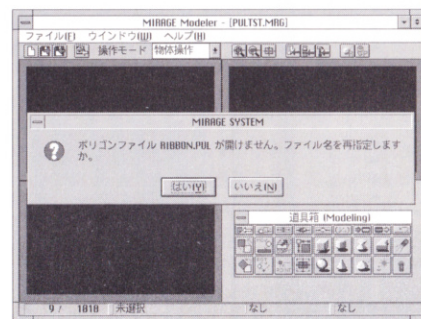 MIRAGE Modeler - [PULTST.MRG]
ファイル(F) ウインドウ(W) ヘルプ(H)
操作モード 物体操作
MIRAGE SYSTEM
ポリゴンファイル RIBBON.PUL が開けません。ファイル名を再指定します
か。
はい(Y) いいえ(N)
道具箱 (Modeling)
9 / 1818 未選択 なし なし